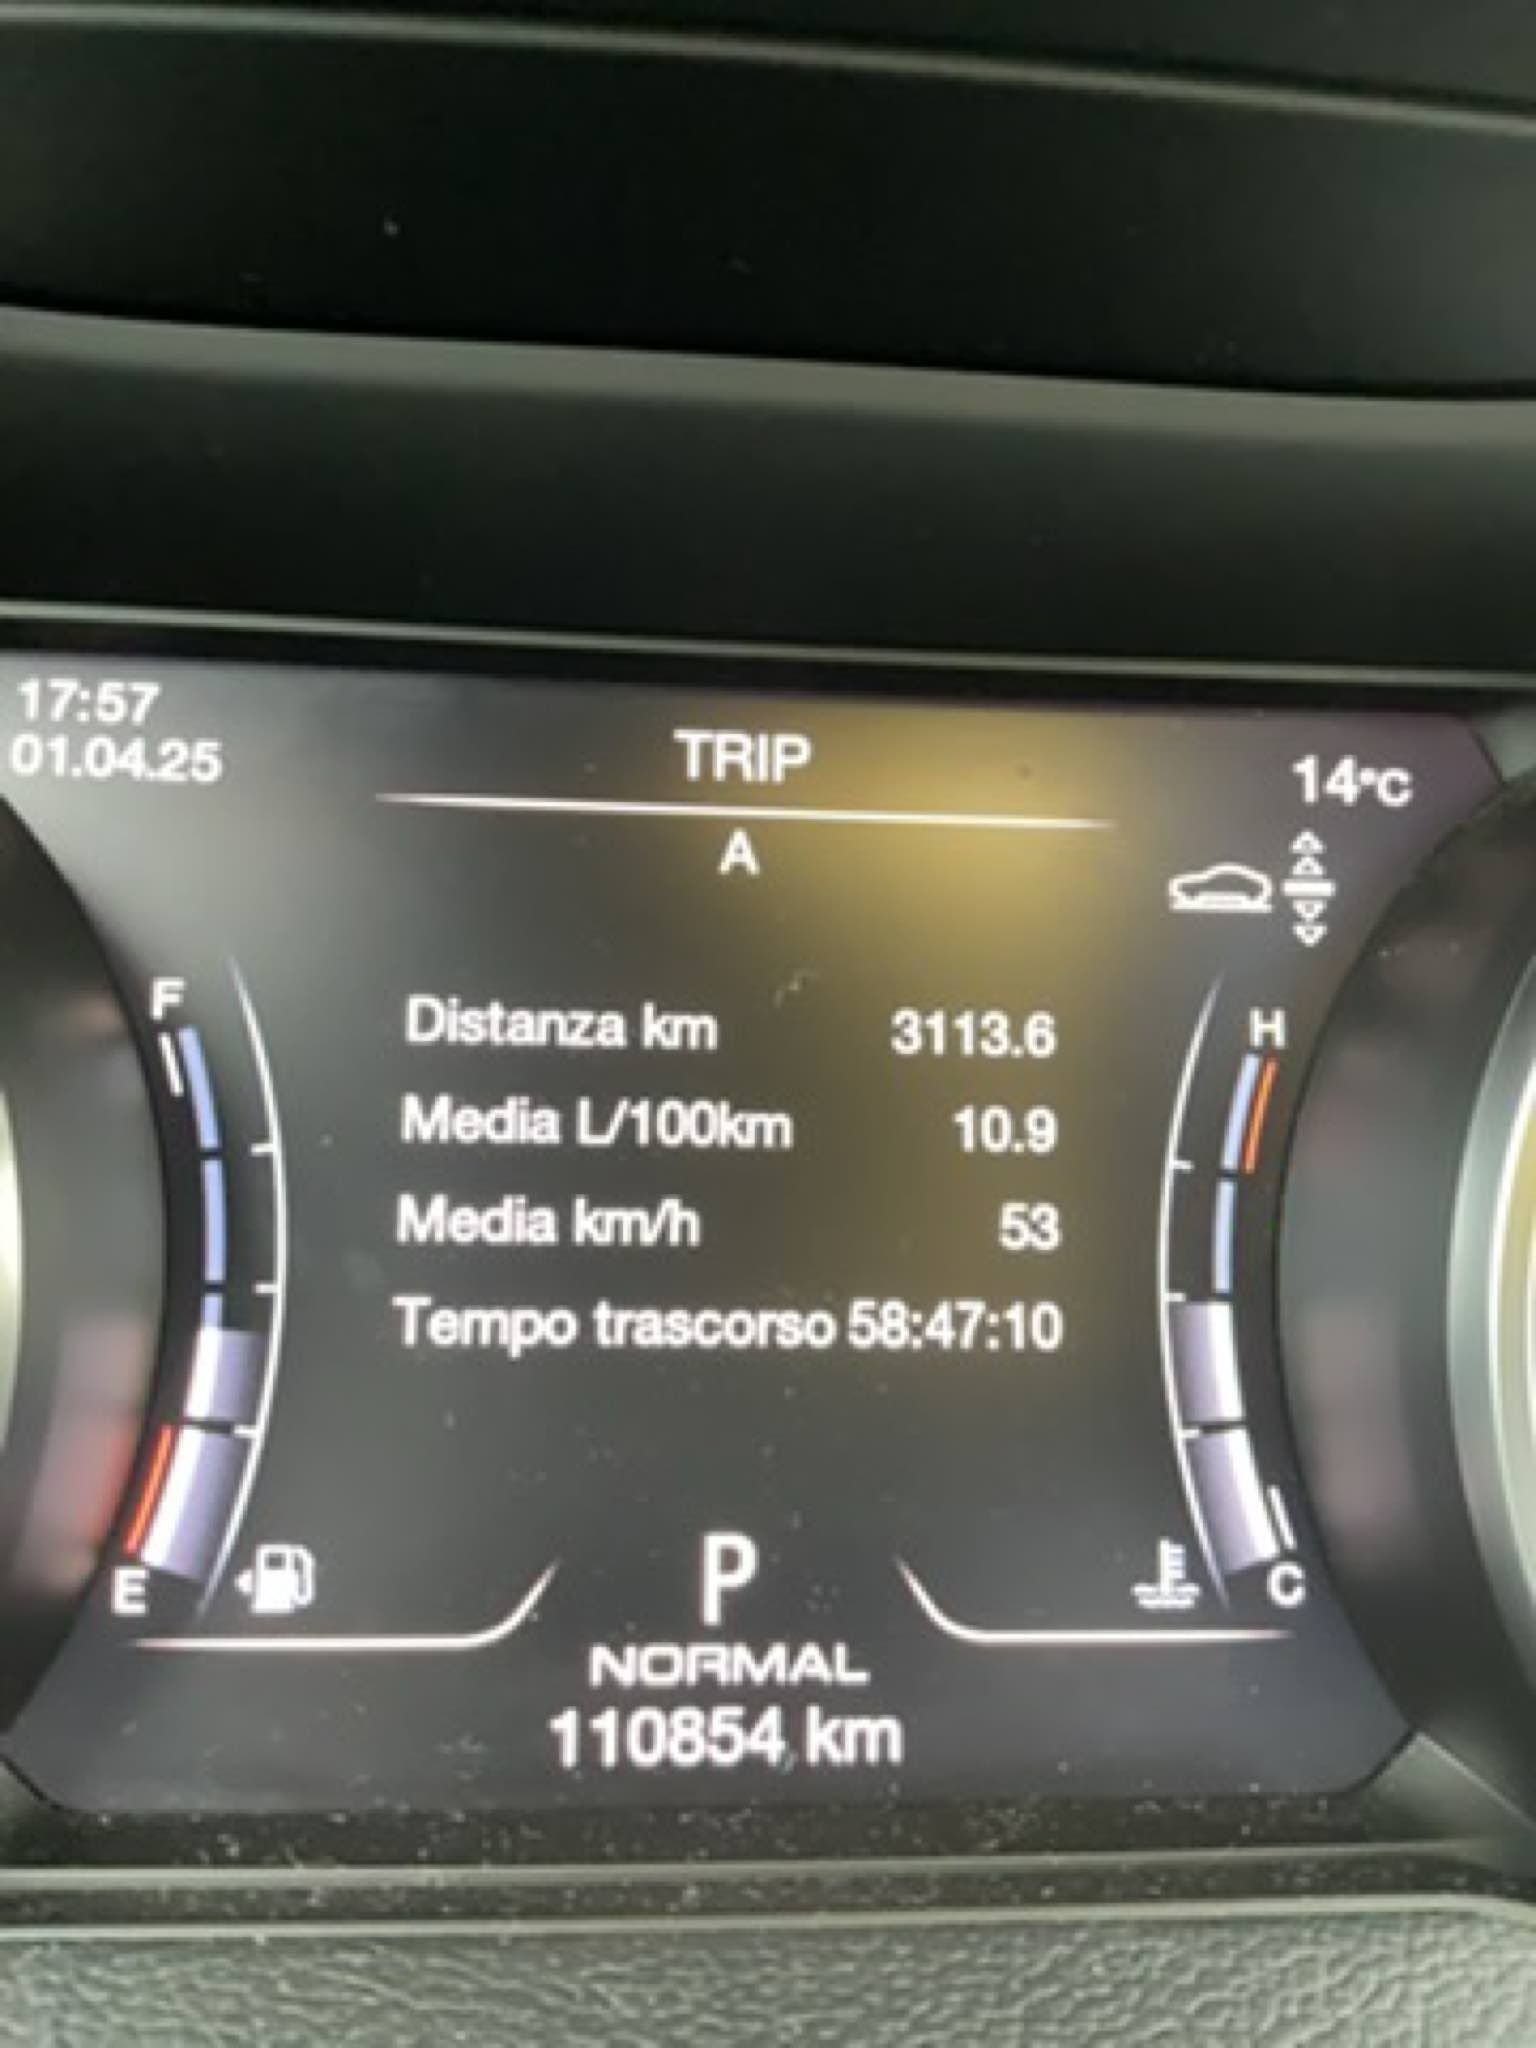 17:57
01.04.25
TRIP
14°C
A
F
H
Distanza km 3113.6
Media L/100km 10.9
Media km/h 53
Tempo trascorso 58:47:10
E
P
C
NORMAL
110854 km